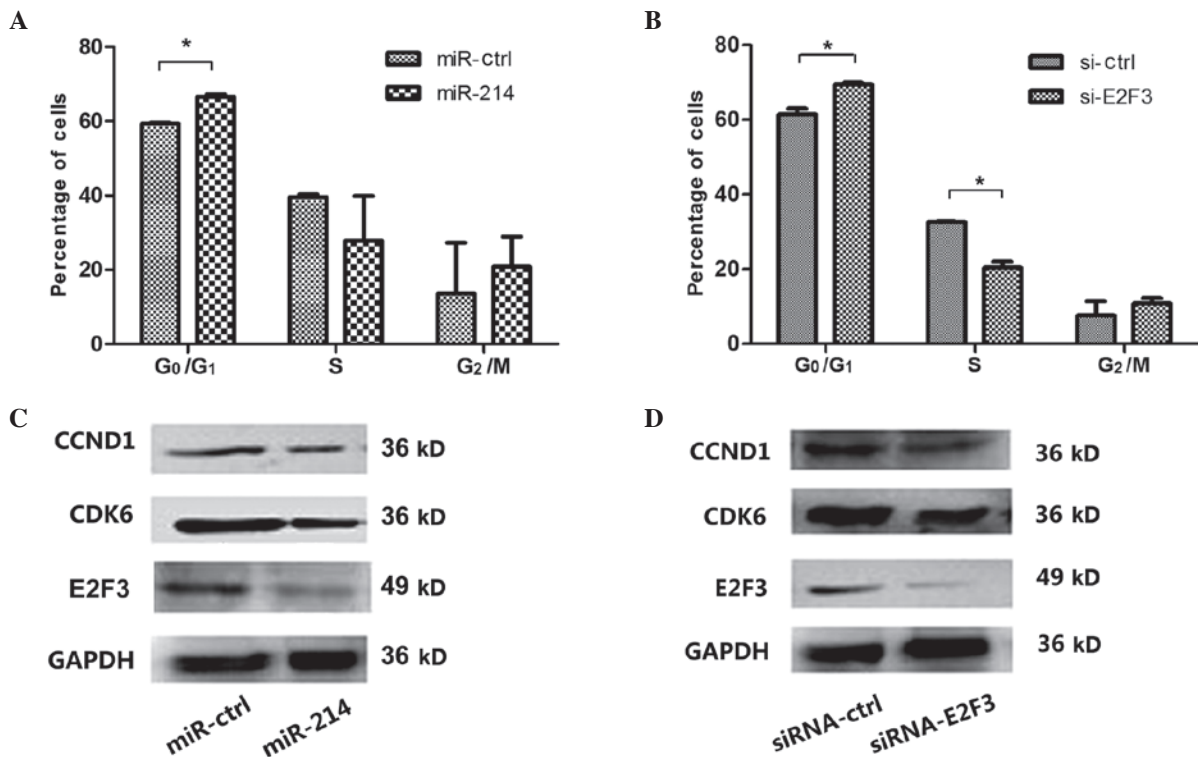 A
80
60
40
20
0
Percentage of cells
*
miR-ctrl
miR-214
G0/G1
S
G2/M
B
80
60
40
20
0
Percentage of cells
*
*
si-ctrl
si-E2F3
G0/G1
S
G2/M
C
CCND1 36 kD
CDK6 36 kD
E2F3 49 kD
GAPDH 36 kD
miR-ctrl miR-214
D
CCND1 36 kD
CDK6 36 kD
E2F3 49 kD
GAPDH 36 kD
siRNA-ctrl siRNA-E2F3